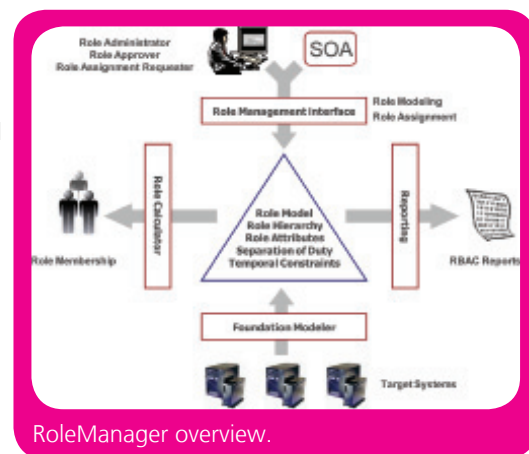 Role Administrator
Role Approver
Role Assignment Requester
SOA
Role Management Interface
Role Modeling
Role Assignment
Role Calculator
Role Membership
Role Model
Role Hierarchy
Role Attributes
Separation of Duty
Temporal Constraints
Reporting
RBAC Reports
Foundation Modeler
Target Systems
RoleManager overview.